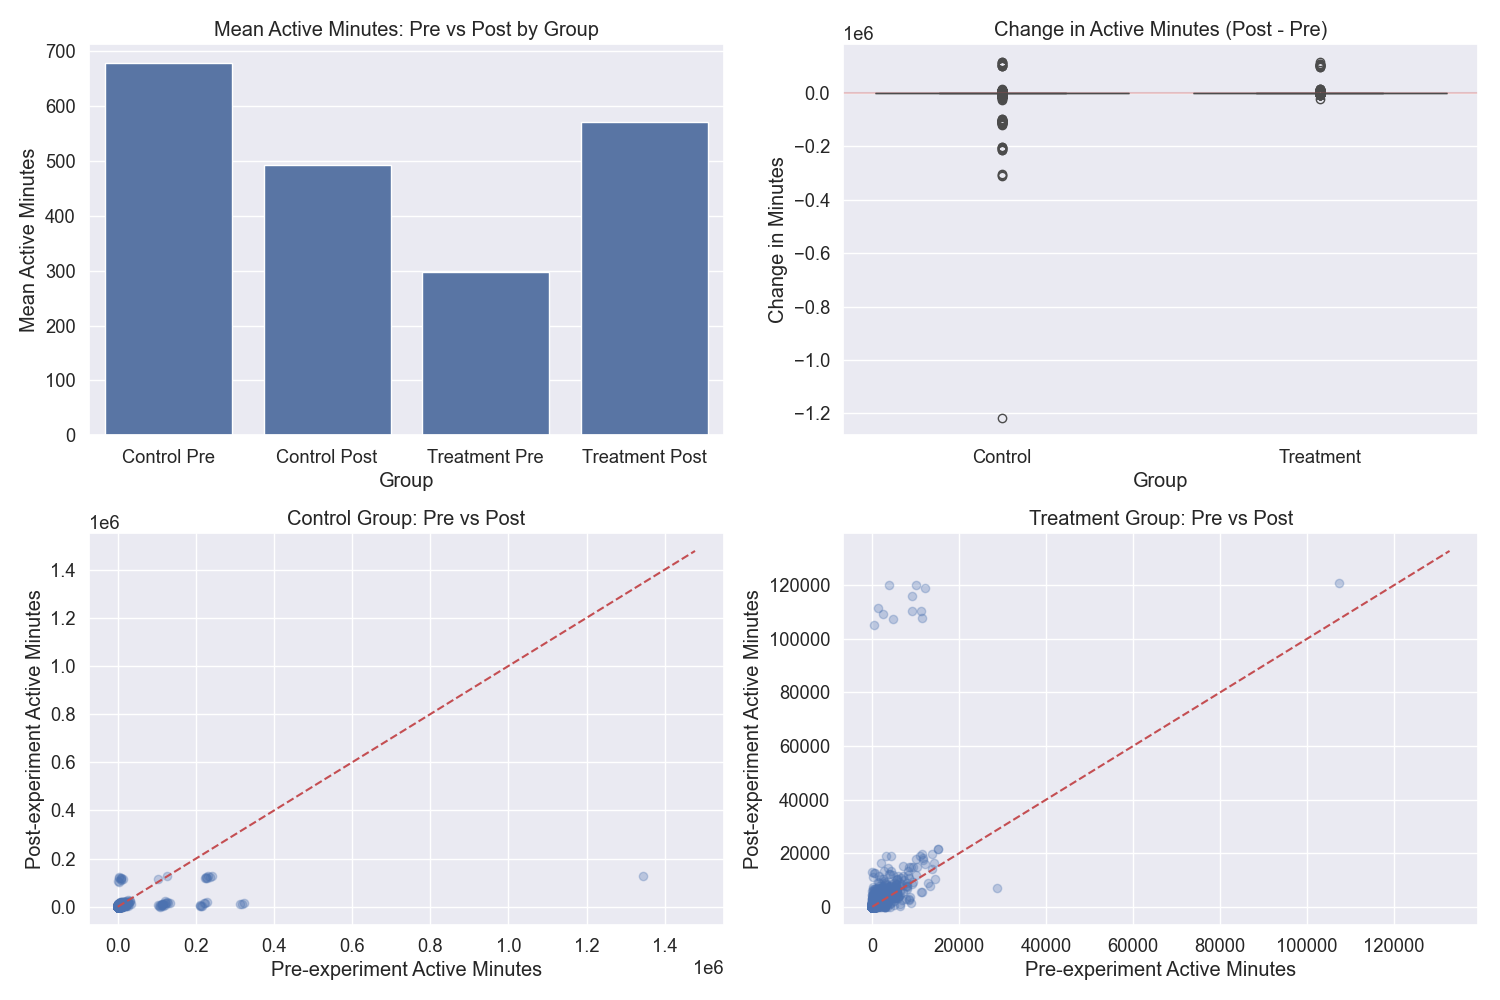 Mean Active Minutes: Pre vs Post by Group
700
600
500
400
300
200
100
0
Mean Active Minutes
Control Pre
Control Post
Treatment Pre
Treatment Post
Group
1e6
Change in Active Minutes (Post - Pre)
0.0
−0.2
−0.4
−0.6
−0.8
−1.0
−1.2
Change in Minutes
Control
Treatment
Group
1e6
Control Group: Pre vs Post
1.4
1.2
1.0
0.8
0.6
0.4
0.2
0.0
Post-experiment Active Minutes
0.0
0.2
0.4
0.6
0.8
1.0
1.2
1.4
Pre-experiment Active Minutes
1e6
Treatment Group: Pre vs Post
120000
100000
80000
60000
40000
20000
0
Post-experiment Active Minutes
0
20000
40000
60000
80000
100000
120000
Pre-experiment Active Minutes